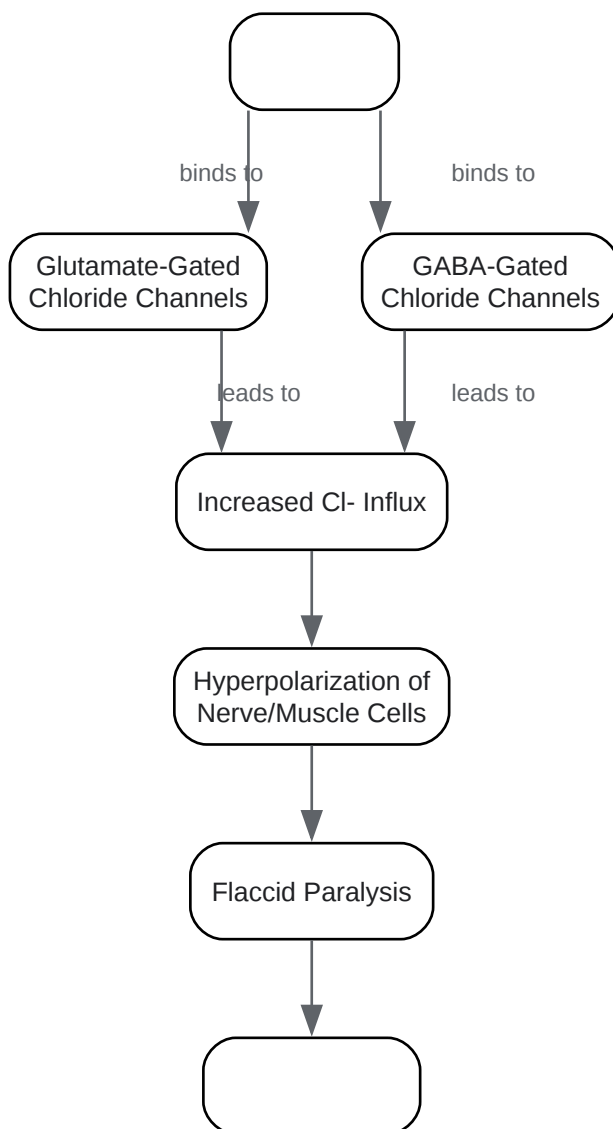 binds to
binds to
Glutamate-Gated
Chloride Channels
GABA-Gated
Chloride Channels
leads to
leads to
Increased Cl- Influx
Hyperpolarization of
Nerve/Muscle Cells
Flaccid Paralysis